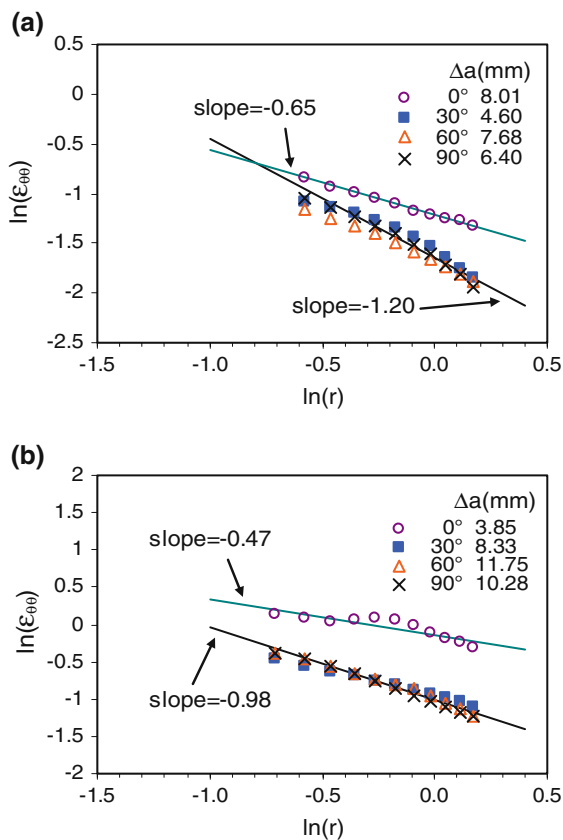 (a)
0.5
0
-0.5
-1.0
-1.5
-2.0
-2.5
ln(εθθ)
Δa(mm)
0° 8.01
30° 4.60
60° 7.68
90° 6.40
slope=-0.65
slope=-1.20
-1.5 -1.0 -0.5 0.0 0.5
ln(r)
(b)
2
1.5
1
0.5
0
-0.5
-1.0
-1.5
-2
ln(εθθ)
Δa(mm)
0° 3.85
30° 8.33
60° 11.75
90° 10.28
slope=-0.47
slope=-0.98
-1.5 -1.0 -0.5 0.0 0.5
ln(r)